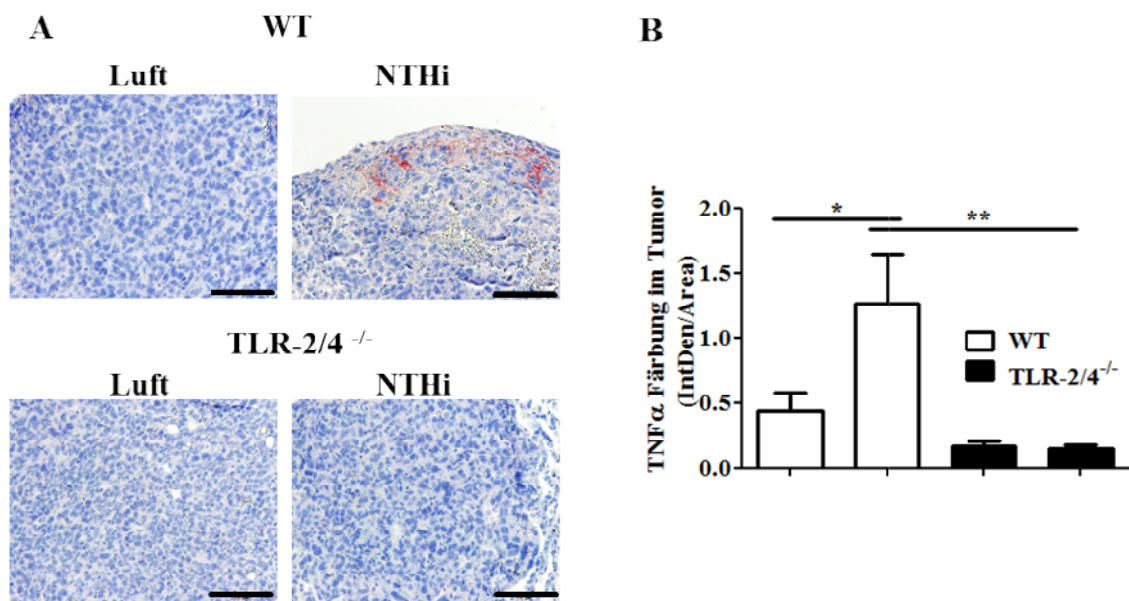 A
WT
Luft
NTHi
TLR-2/4 -/-
Luft
NTHi
B
TNFα Färbung im Tumor
(IntDen/Area)
2.0
1.5
1.0
0.5
0.0
*
**
WT
TLR-2/4-/-